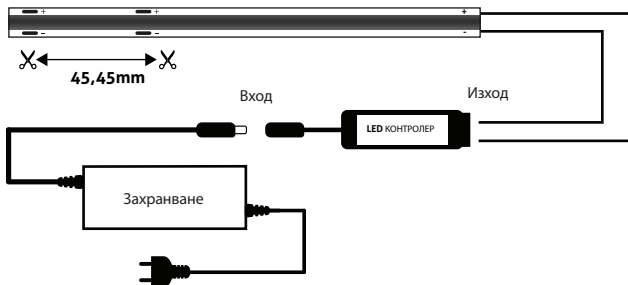 + + +
- - -
45,45mm
Вход
Изход
LED КОНТРОЛЕР
Захранване